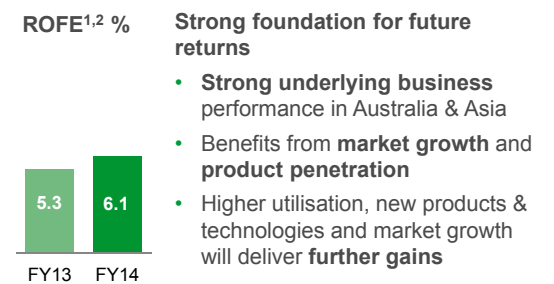 ROFE1,2 %
5.3
6.1
FY13
FY14
Strong foundation for future
returns
• Strong underlying business
performance in Australia & Asia
• Benefits from market growth and
product penetration
• Higher utilisation, new products &
technologies and market growth
will deliver further gains